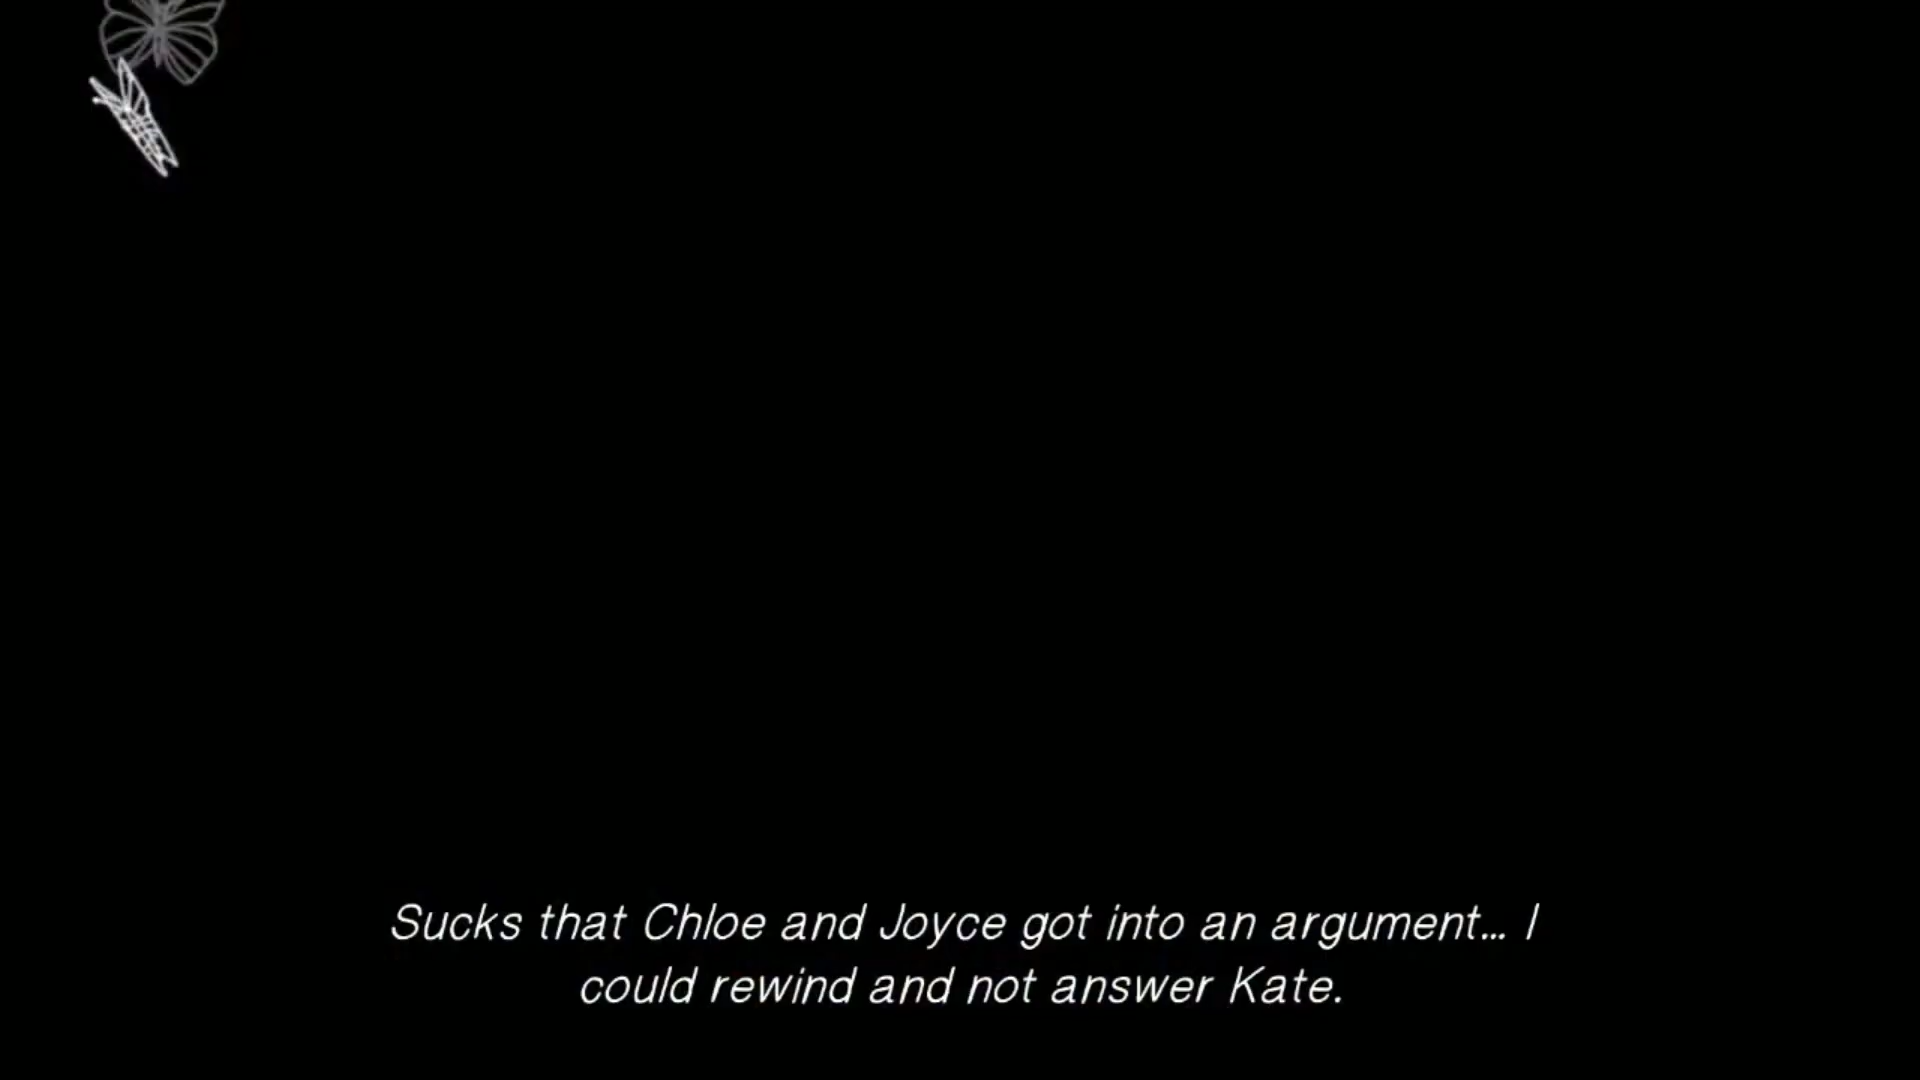 Sucks that Chloe and Joyce got into an argument... I
could rewind and not answer Kate.